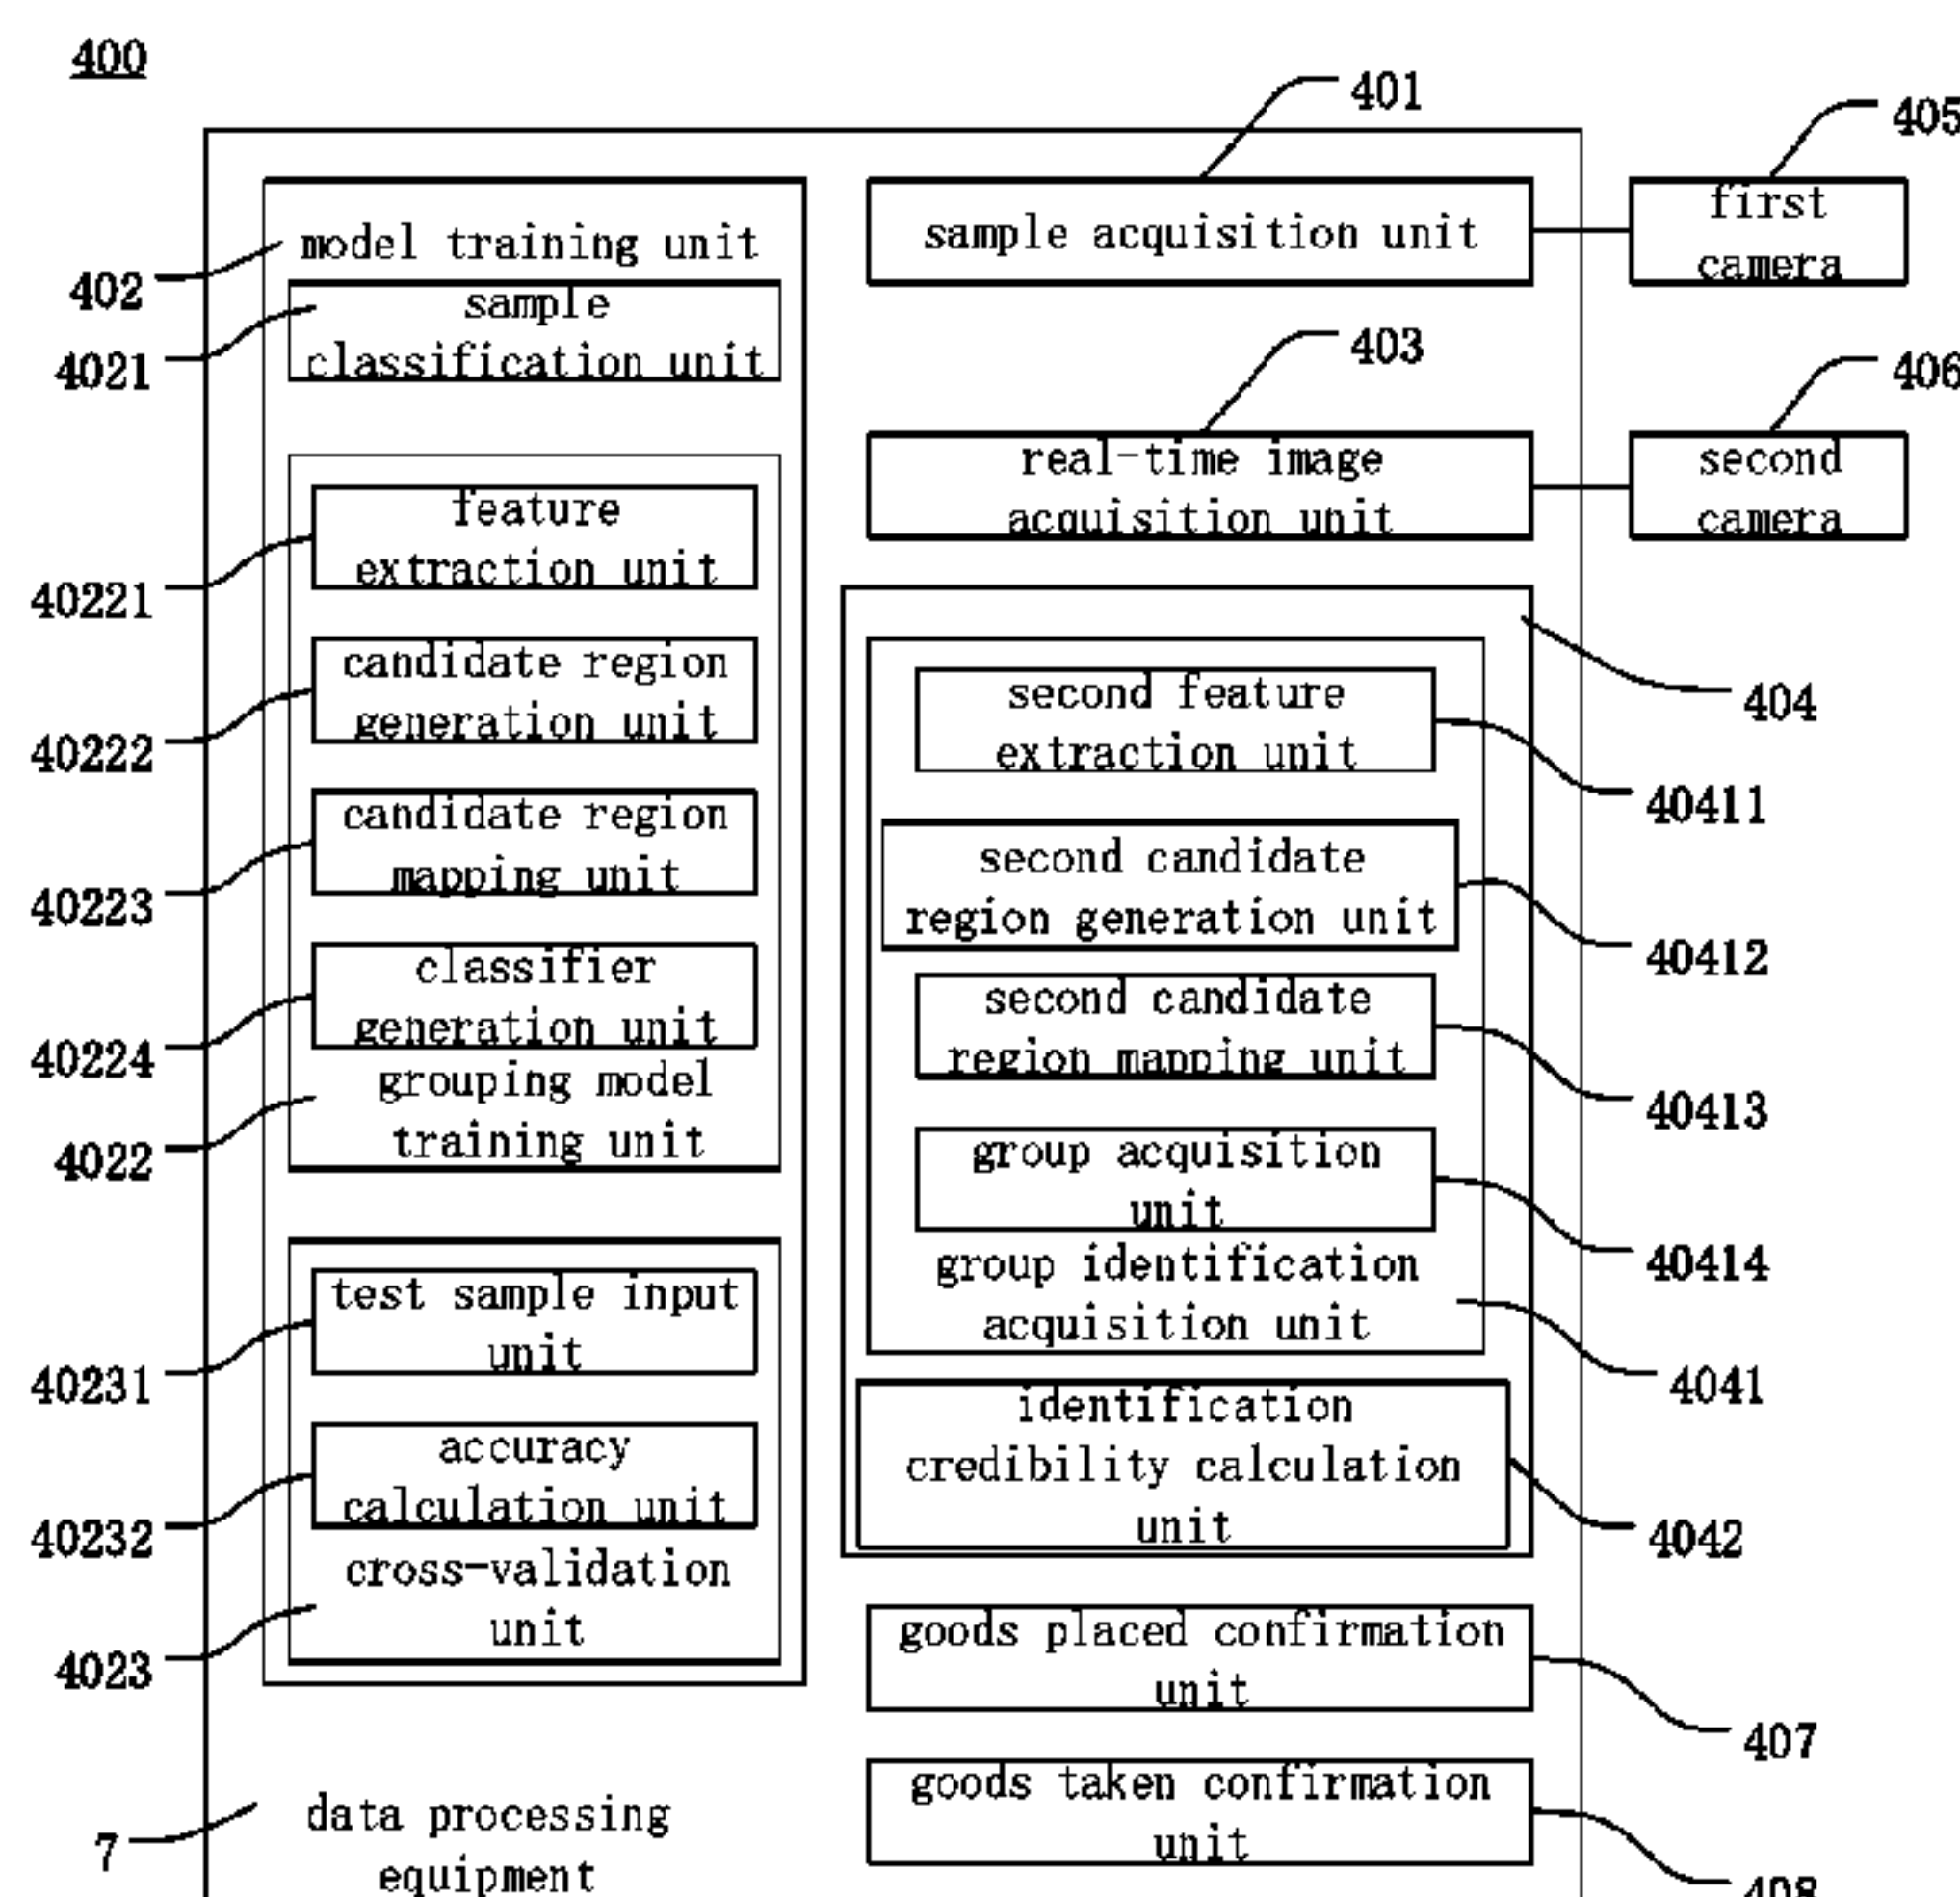 400
401
405
model training unit
sample acquisition unit
first
camera
402
sample
classification unit
4021
403
406
real-time image
acquisition unit
second
camera
feature
extraction unit
40221
404
candidate region
generation unit
40222
second feature
extraction unit
40411
candidate region
mapping unit
40223
second candidate
region generation unit
40412
classifier
generation unit
40224
second candidate
region mapping unit
40413
grouping model
training unit
4022
group acquisition
unit
40414
group identification
acquisition unit
4041
test sample input
unit
40231
identification
credibility calculation
unit
4042
accuracy
calculation unit
40232
cross-validation
unit
4023
goods placed confirmation
unit
407
goods taken confirmation
unit
408
data processing
equipment
7